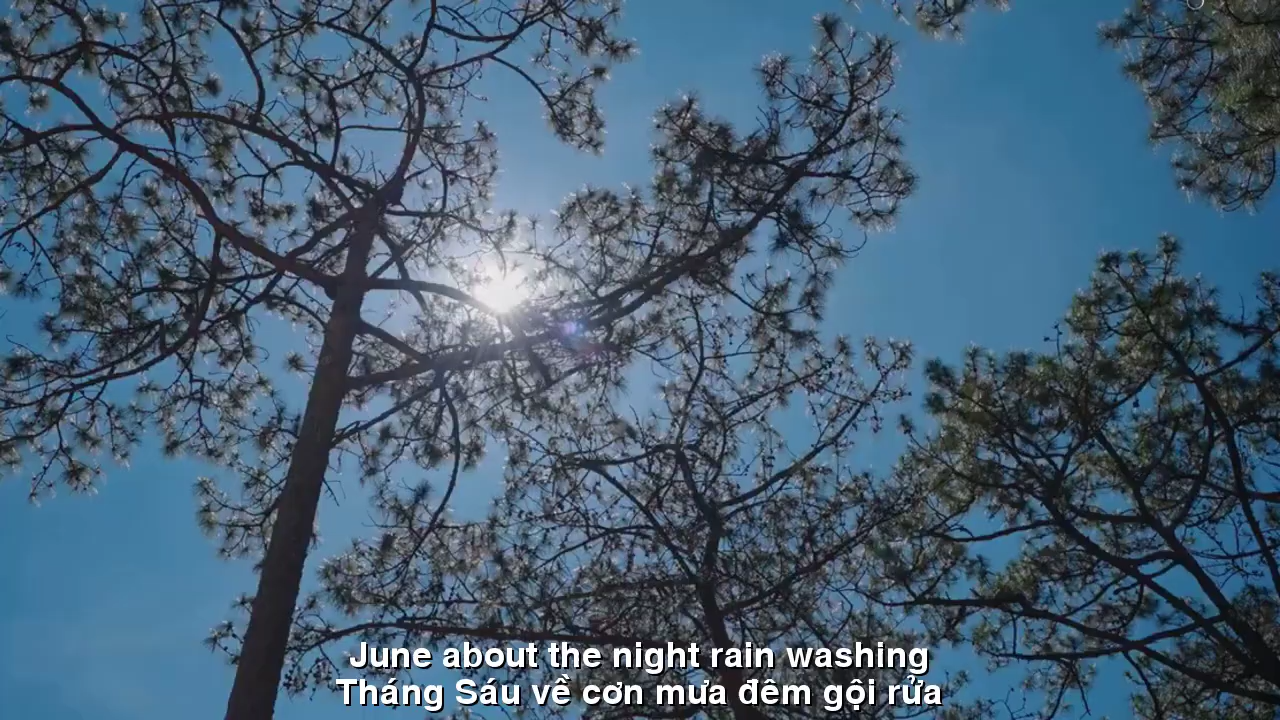 June about the night rain washing
Tháng Sáu về cơn mưa đêm gội rửa